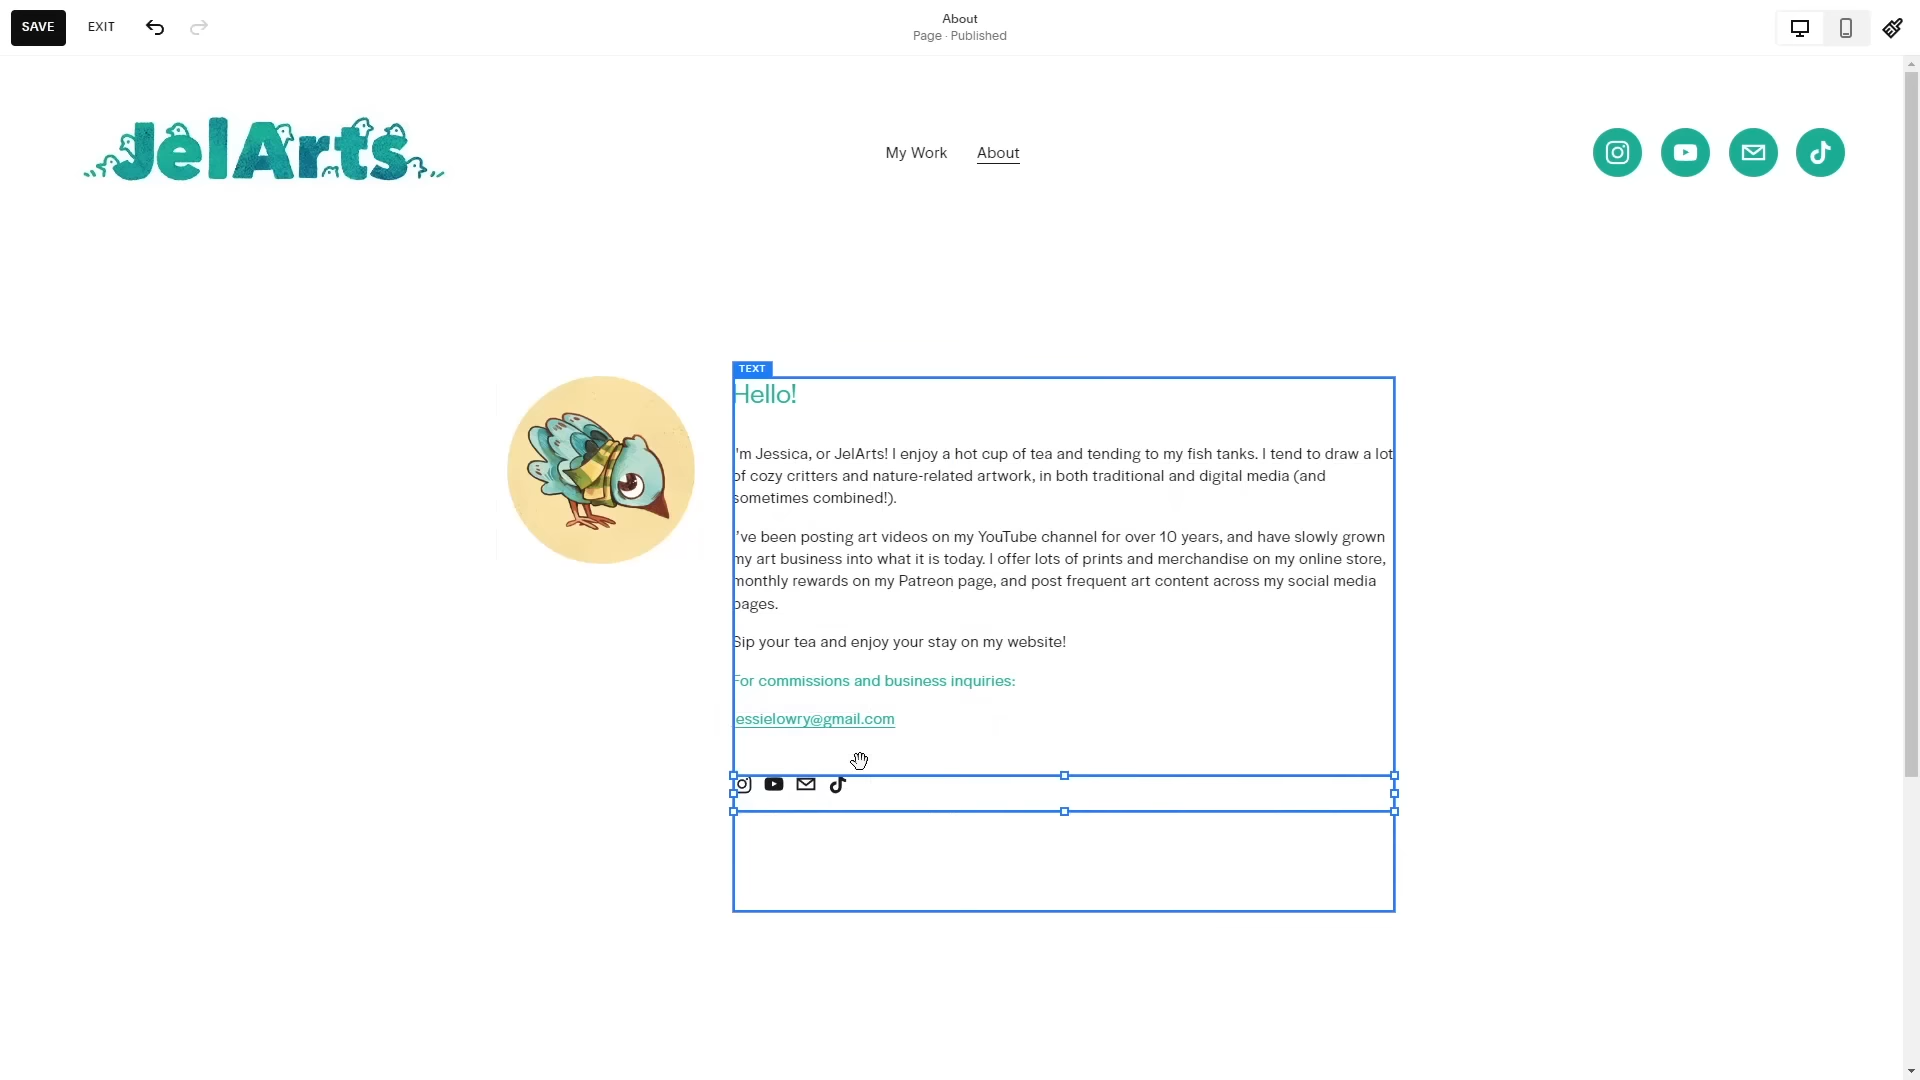 SAVE
EXIT
About
Page · Published
JelArts
My Work
About
TEXT
Hello!
I'm Jessica, or JelArts! I enjoy a hot cup of tea and tending to my fish tanks. I tend to draw a lot
of cozy critters and nature-related artwork, in both traditional and digital media (and
sometimes combined!).
I've been posting art videos on my YouTube channel for over 10 years, and have slowly grown
my art business into what it is today. I offer lots of prints and merchandise on my online store,
monthly rewards on my Patreon page, and post frequent art content across my social media
pages.
Sip your tea and enjoy your stay on my website!
For commissions and business inquiries:
jessielowry@gmail.com